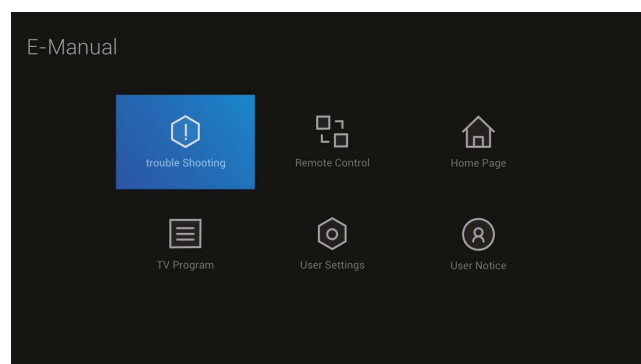 E-Manual
trouble Shooting
Remote Control
Home Page
TV Program
User Settings
User Notice